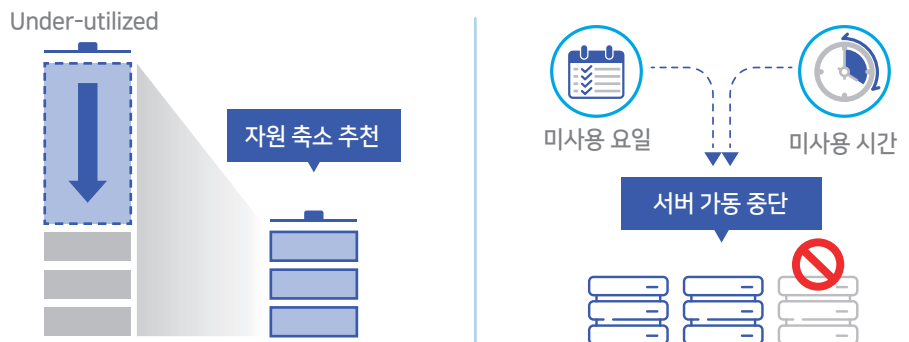 Under-utilized
자원 축소 추천
미사용 요일
미사용 시간
서버 가동 중단